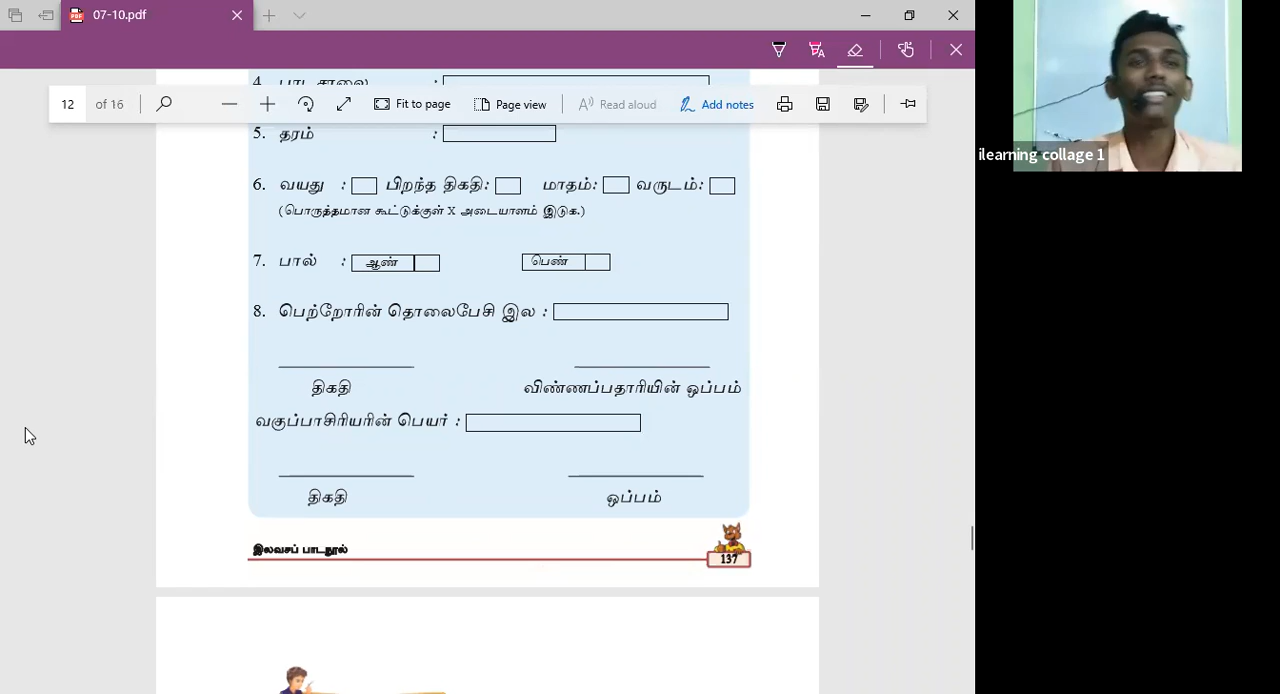 07-10.pdf
12 of 16 Fit to page Page view Read aloud Add notes
4. பாடசாலை :
5. தரம் :
6. வயது : பிறந்த திகதி: மாதம்: வருடம்:
(பொருத்தமான கூட்டுக்குள் X அடையாளம் இடுக.)
7. பால் : ஆண் பெண்
8. பெற்றோரின் தொலைபேசி இல :
திகதி விண்ணப்பதாரியின் ஒப்பம்
வகுப்பாசிரியரின் பெயர் :
திகதி ஒப்பம்
இலவசப் பாடநூல் 137
ilearning collage 1